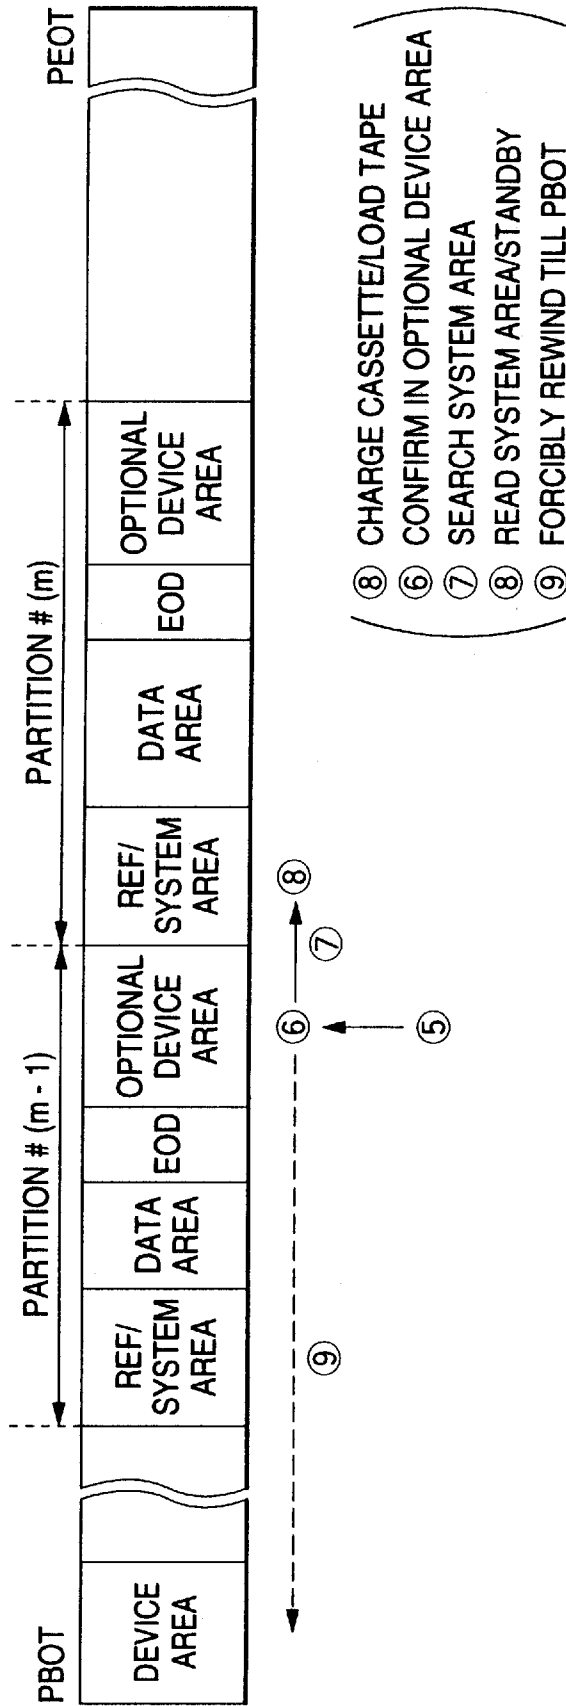 PBOT
PEOT
PARTITION # (m - 1)
PARTITION # (m)
DEVICE
AREA
REF/
SYSTEM
AREA
DATA
AREA
EOD
OPTIONAL
DEVICE
AREA
REF/
SYSTEM
AREA
DATA
AREA
EOD
OPTIONAL
DEVICE
AREA
⑨
⑥
⑦
⑧
⑤
⑧ CHARGE CASSETTE/LOAD TAPE
⑥ CONFIRM IN OPTIONAL DEVICE AREA
⑦ SEARCH SYSTEM AREA
⑧ READ SYSTEM AREA/STANDBY
⑨ FORCIBLY REWIND TILL PBOT